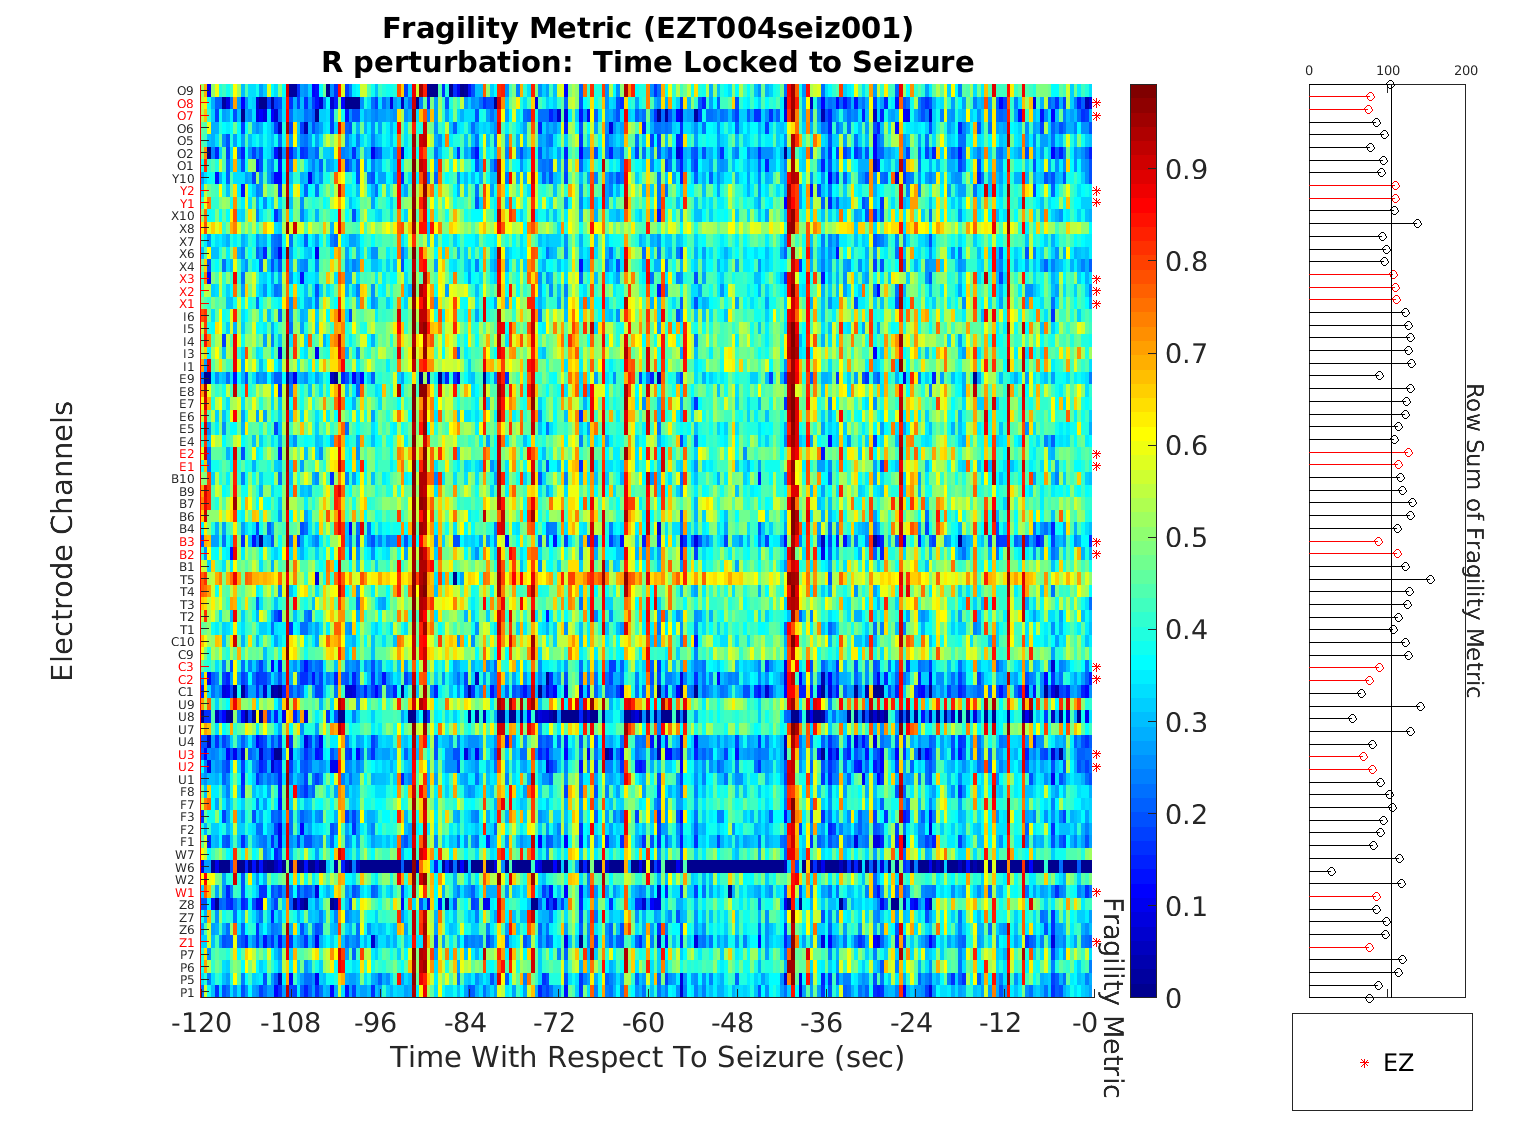 Fragility Metric (EZT004seiz001)
R perturbation:  Time Locked to Seizure
Electrode Channels
O9
O8
O7
O6
O5
O2
O1
Y10
Y2
Y1
X10
X8
X7
X6
X4
X3
X2
X1
I6
I5
I4
I3
I1
E9
E8
E7
E6
E5
E4
E2
E1
B10
B9
B7
B6
B4
B3
B2
B1
T5
T4
T3
T2
T1
C10
C9
C3
C2
C1
U9
U8
U7
U4
U3
U2
U1
F8
F7
F3
F2
F1
W7
W6
W2
W1
Z8
Z7
Z6
Z1
P7
P6
P5
P1
-120 -108 -96 -84 -72 -60 -48 -36 -24 -12 -0
Time With Respect To Seizure (sec)
0.9
0.8
0.7
0.6
0.5
0.4
0.3
0.2
0.1
0
Fragility Metric
0 100 200
Row Sum of Fragility Metric
EZ